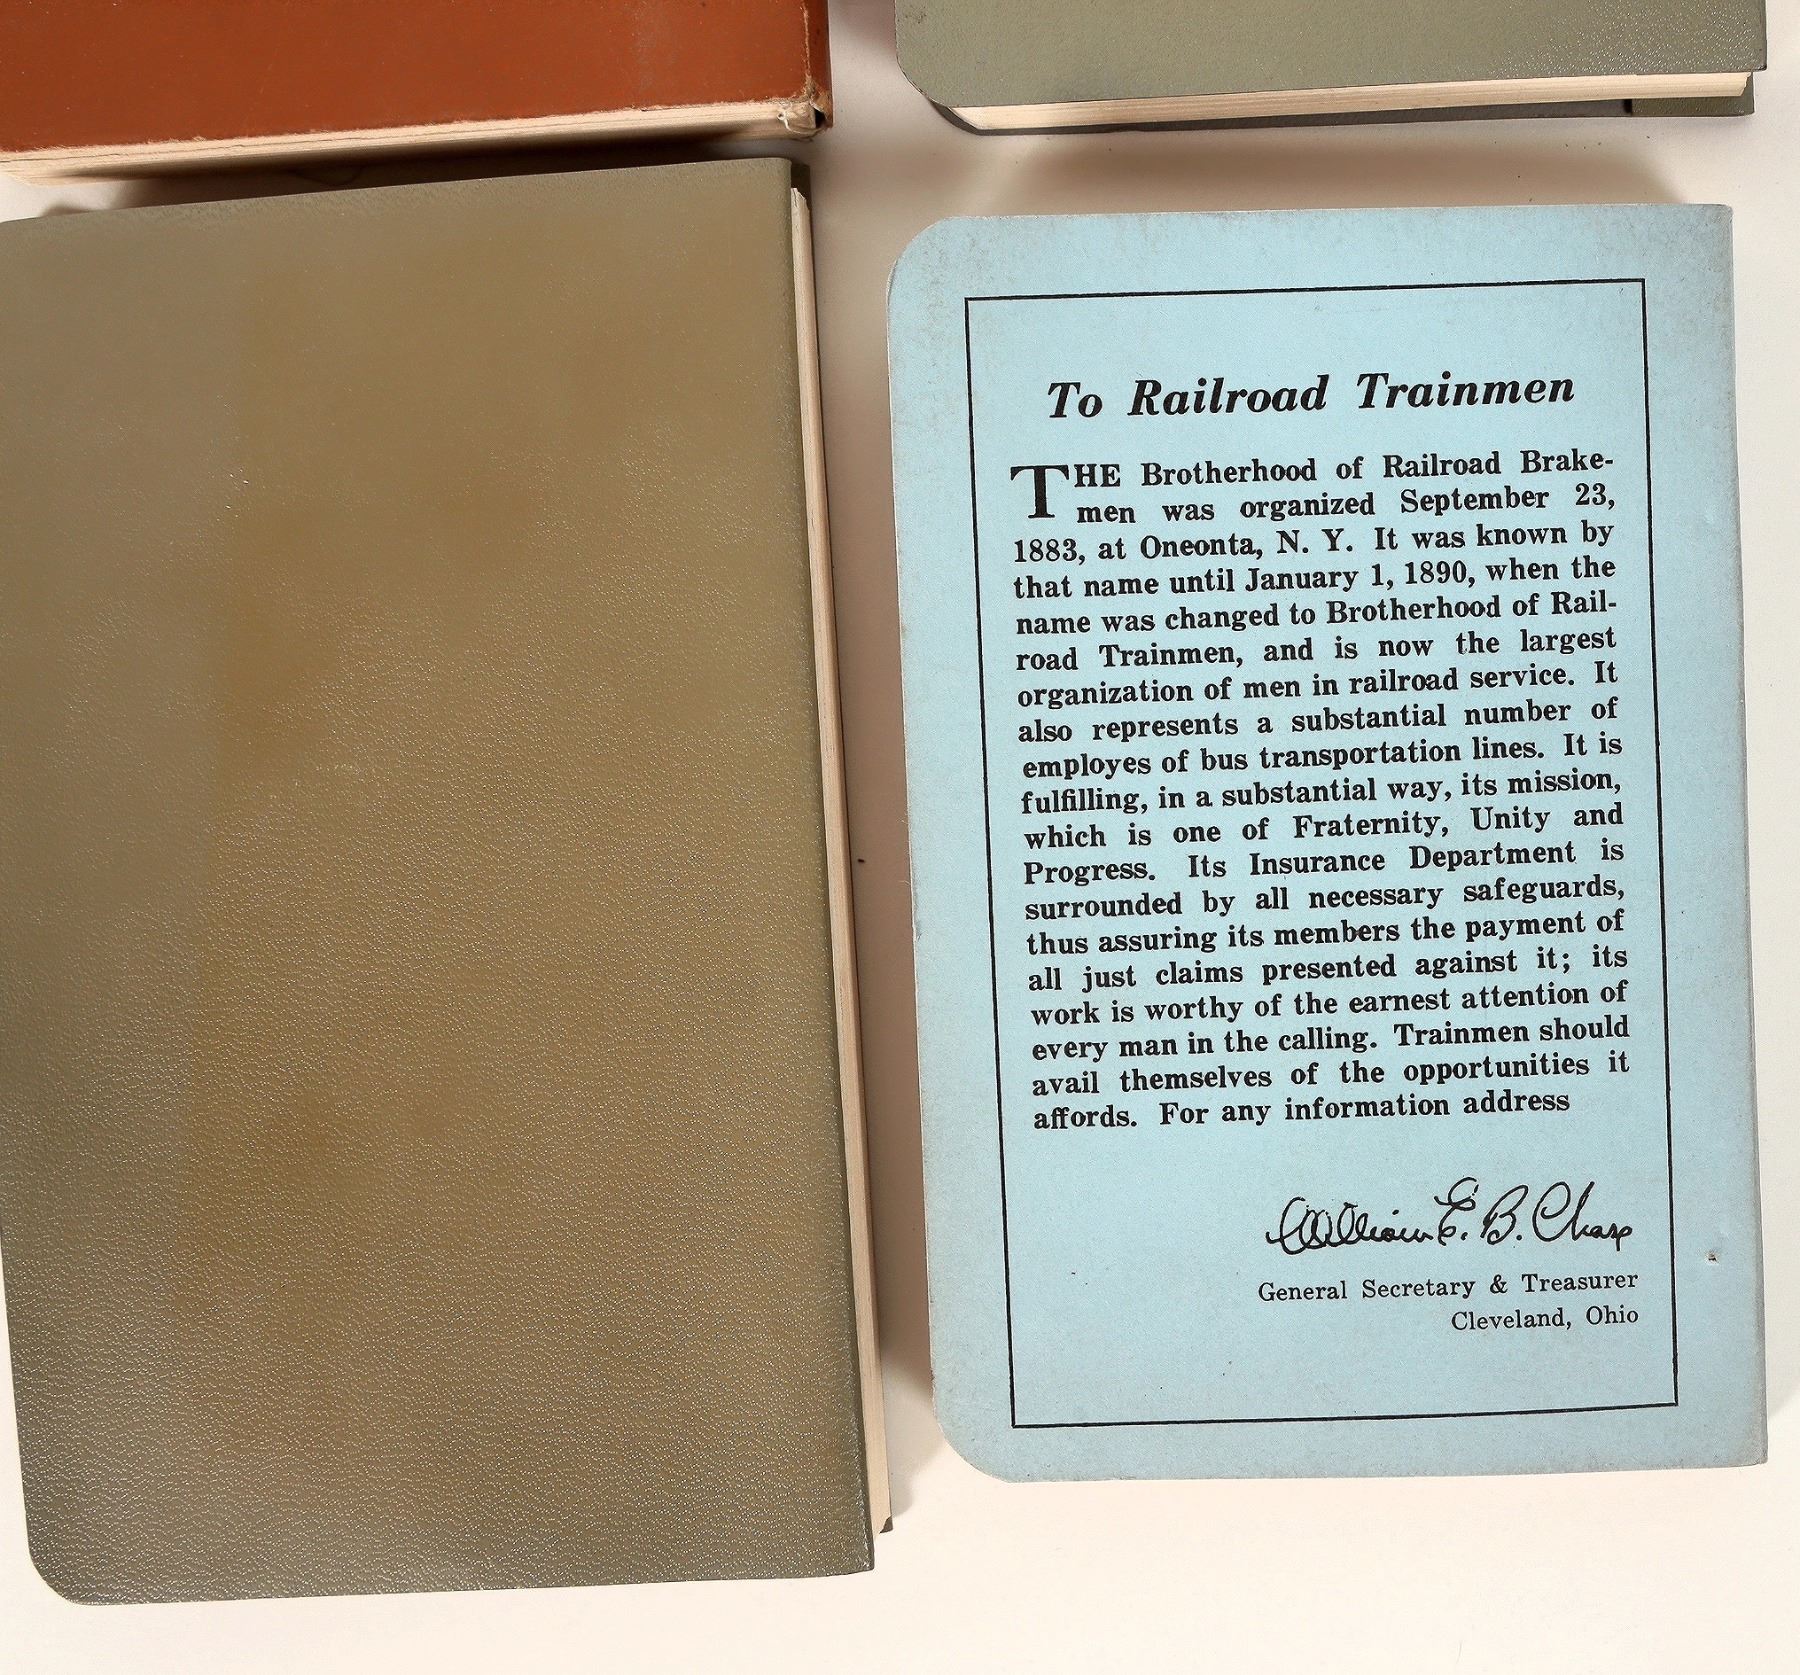 To Railroad Trainmen
THE Brotherhood of Railroad Brake-
men was organized September 23,
1883, at Oneonta, N. Y. It was known by
that name until January 1, 1890, when the
name was changed to Brotherhood of Rail-
road Trainmen, and is now the largest
organization of men in railroad service. It
also represents a substantial number of
employes of bus transportation lines. It is
fulfilling, in a substantial way, its mission,
which is one of Fraternity, Unity and
Progress. Its Insurance Department is
surrounded by all necessary safeguards,
thus assuring its members the payment of
all just claims presented against it; its
work is worthy of the earnest attention of
every man in the calling. Trainmen should
avail themselves of the opportunities it
affords. For any information address
William E. B. Chase
General Secretary & Treasurer
Cleveland, Ohio